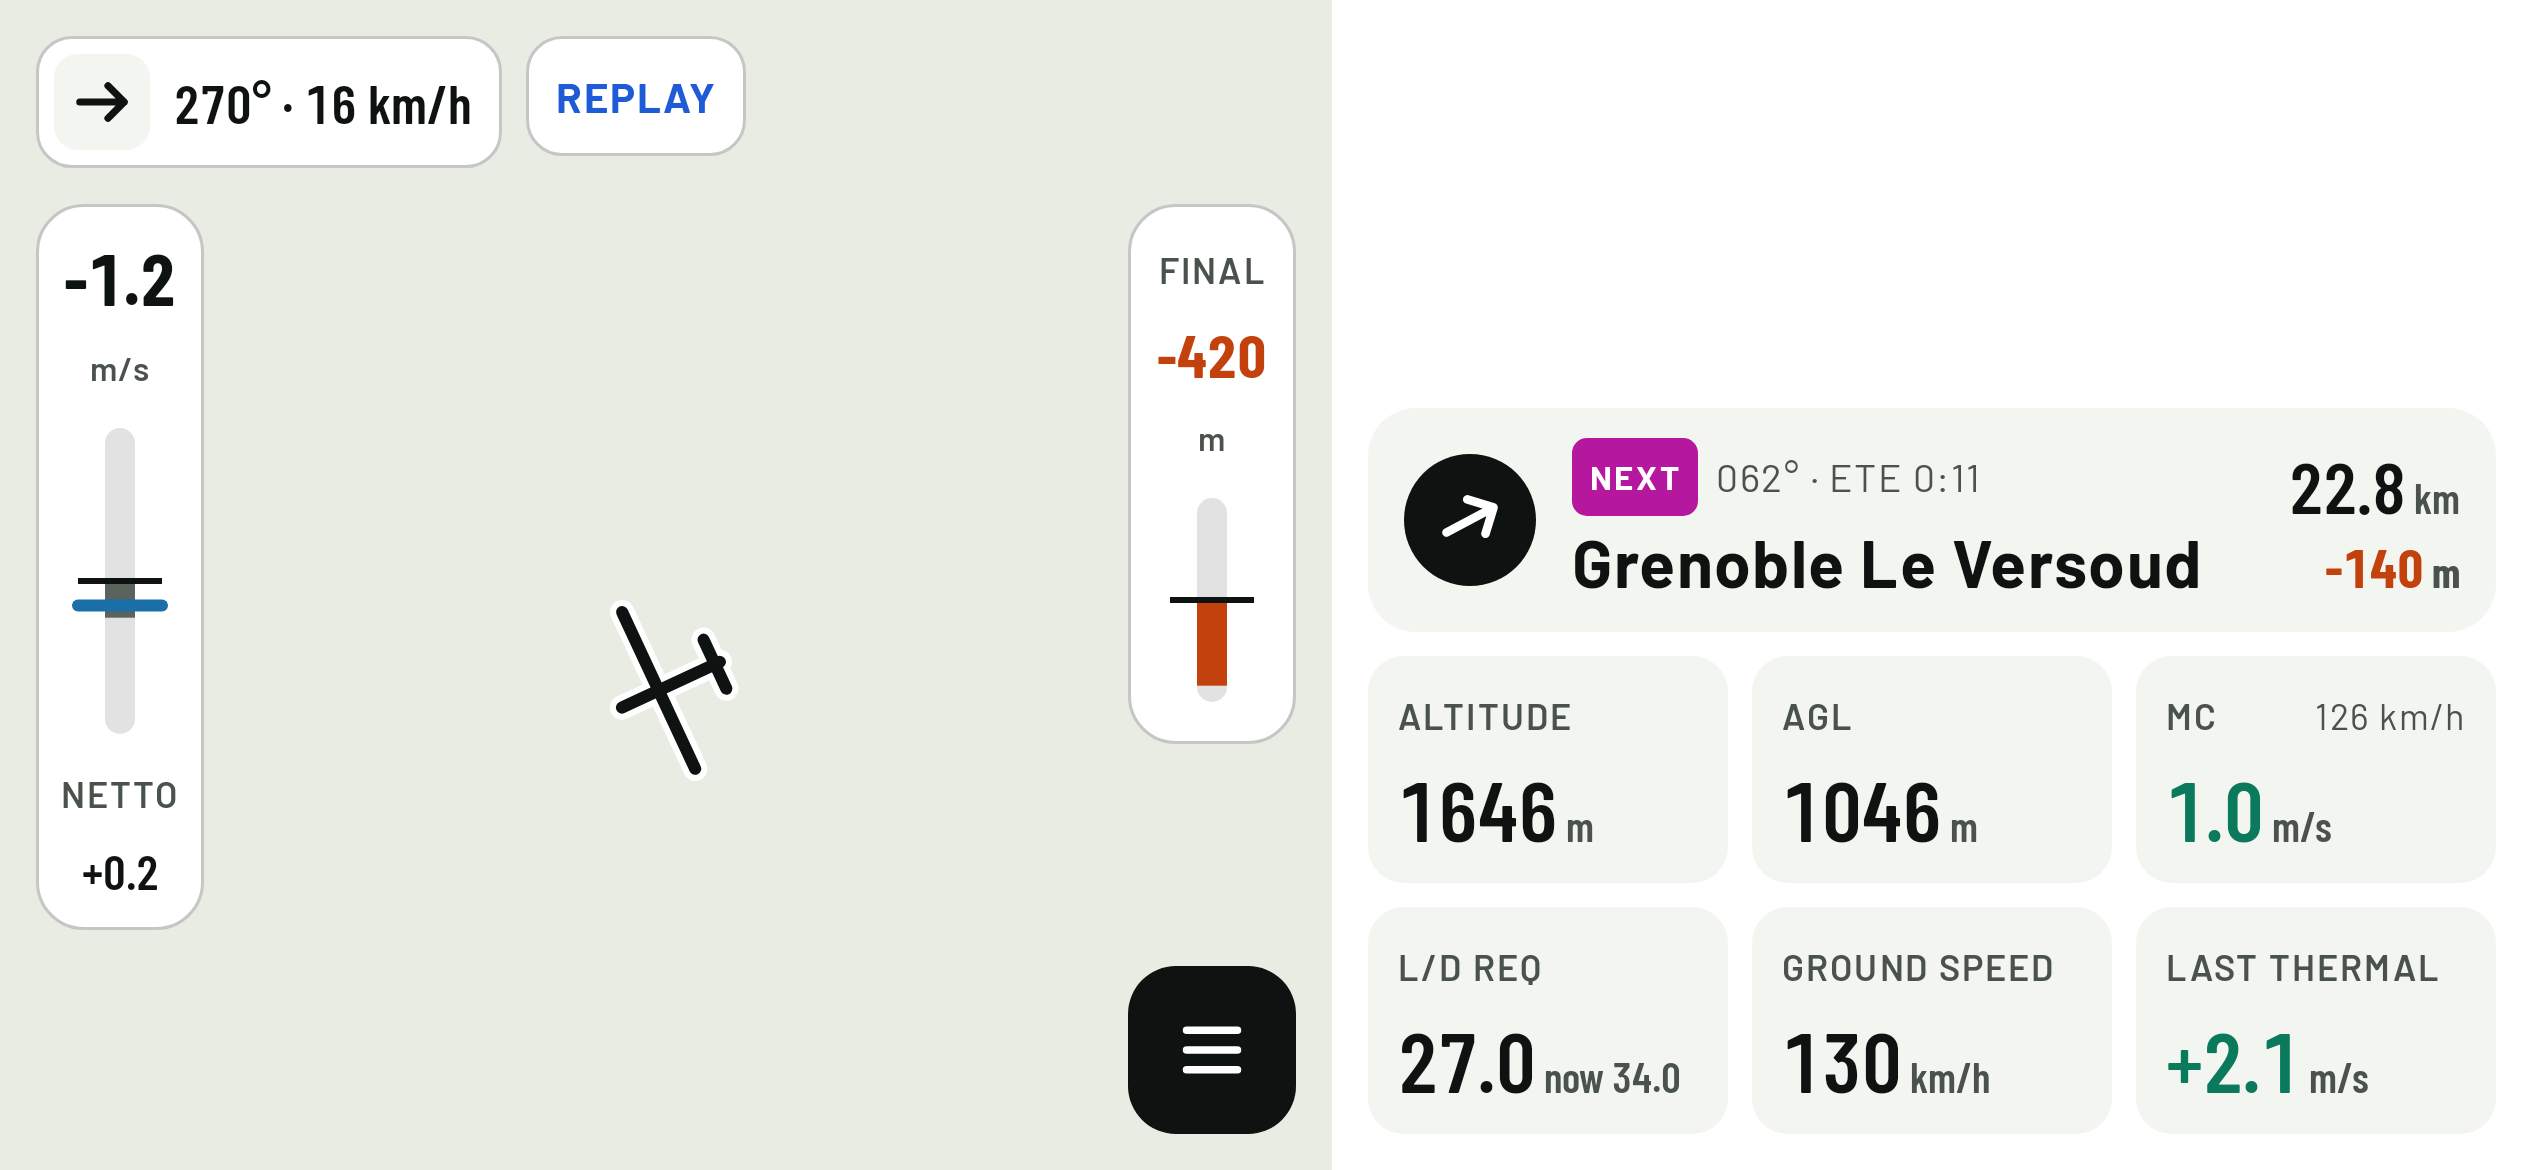 270° · 16 km/h
REPLAY
-1.2
m/s
NETTO
+0.2
FINAL
-420
m
NEXT 062° · ETE 0:11
Grenoble Le Versoud
22.8 km
-140 m
ALTITUDE
1646 m
AGL
1046 m
MC 126 km/h
1.0 m/s
L/D REQ
27.0 now 34.0
GROUND SPEED
130 km/h
LAST THERMAL
+2.1 m/s